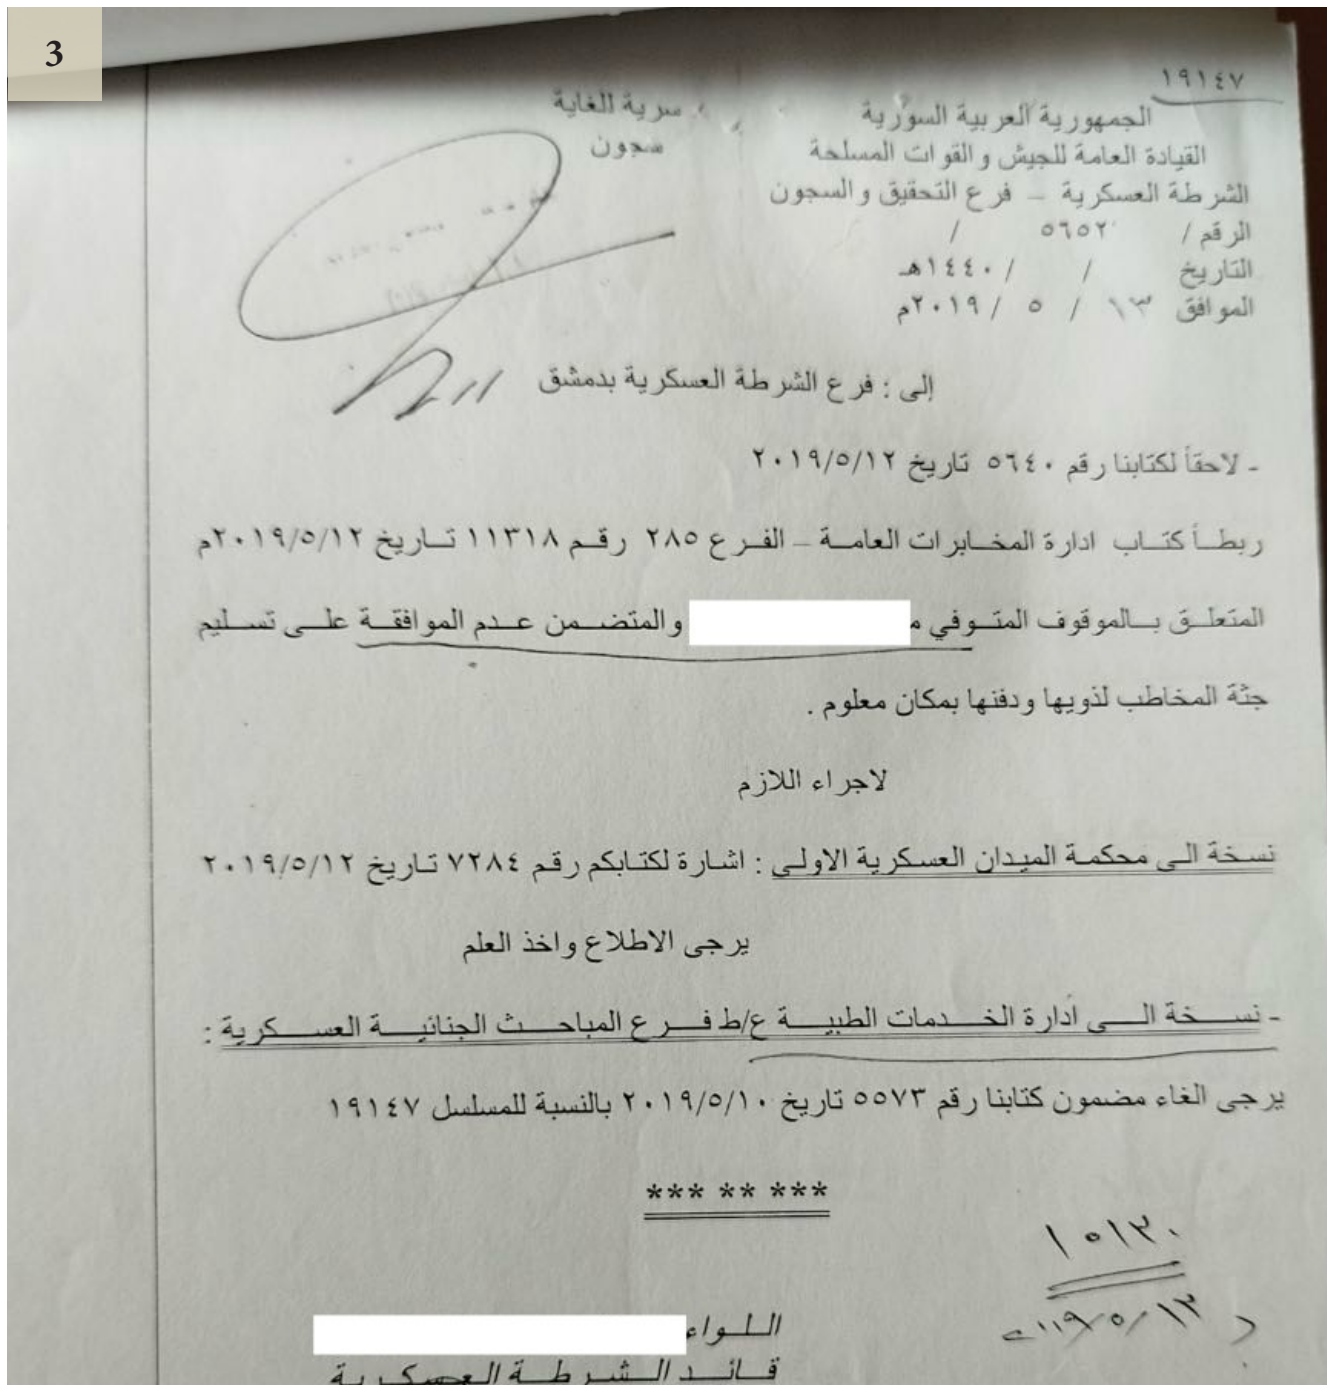 3
١٩١٤٧
الجمهورية العربية السورية
القيادة العامة للجيش و القوات المسلحة
الشرطة العسكرية – فرع التحقيق و السجون
الرقم / ٥٦٥٢ /
التاريخ / / ١٤٤٠هـ
الموافق ١٣ / ٥ / ٢٠١٩م
سرية للغاية
سجون
إلى : فرع الشرطة العسكرية بدمشق
- لاحقاً لكتابنا رقم ٥٦٤٠ تاريخ ٢٠١٩/٥/١٢
ربطاً كتاب ادارة المخابرات العامة – الفرع ٢٨٥ رقم ١١٣١٨ تاريخ ٢٠١٩/٥/١٢م
المتعلق بالموقوف المتوفي م والمتضمن عدم الموافقة على تسليم
جثة المخاطب لذويها ودفنها بمكان معلوم .
لاجراء اللازم
نسخة الى محكمة الميدان العسكرية الاولى : اشارة لكتابكم رقم ٧٢٨٤ تاريخ ٢٠١٩/٥/١٢
يرجى الاطلاع واخذ العلم
- نسخة الى ادارة الخدمات الطبية ع/ط فرع المباحث الجنائية العسكرية :
يرجى الغاء مضمون كتابنا رقم ٥٥٧٣ تاريخ ٢٠١٩/٥/١٠ بالنسبة للمسلسل ١٩١٤٧
*** ** ***
١٥١٣٠
٢٠١٩/٥/١٣
اللواء
قائد الشرطة العسكرية